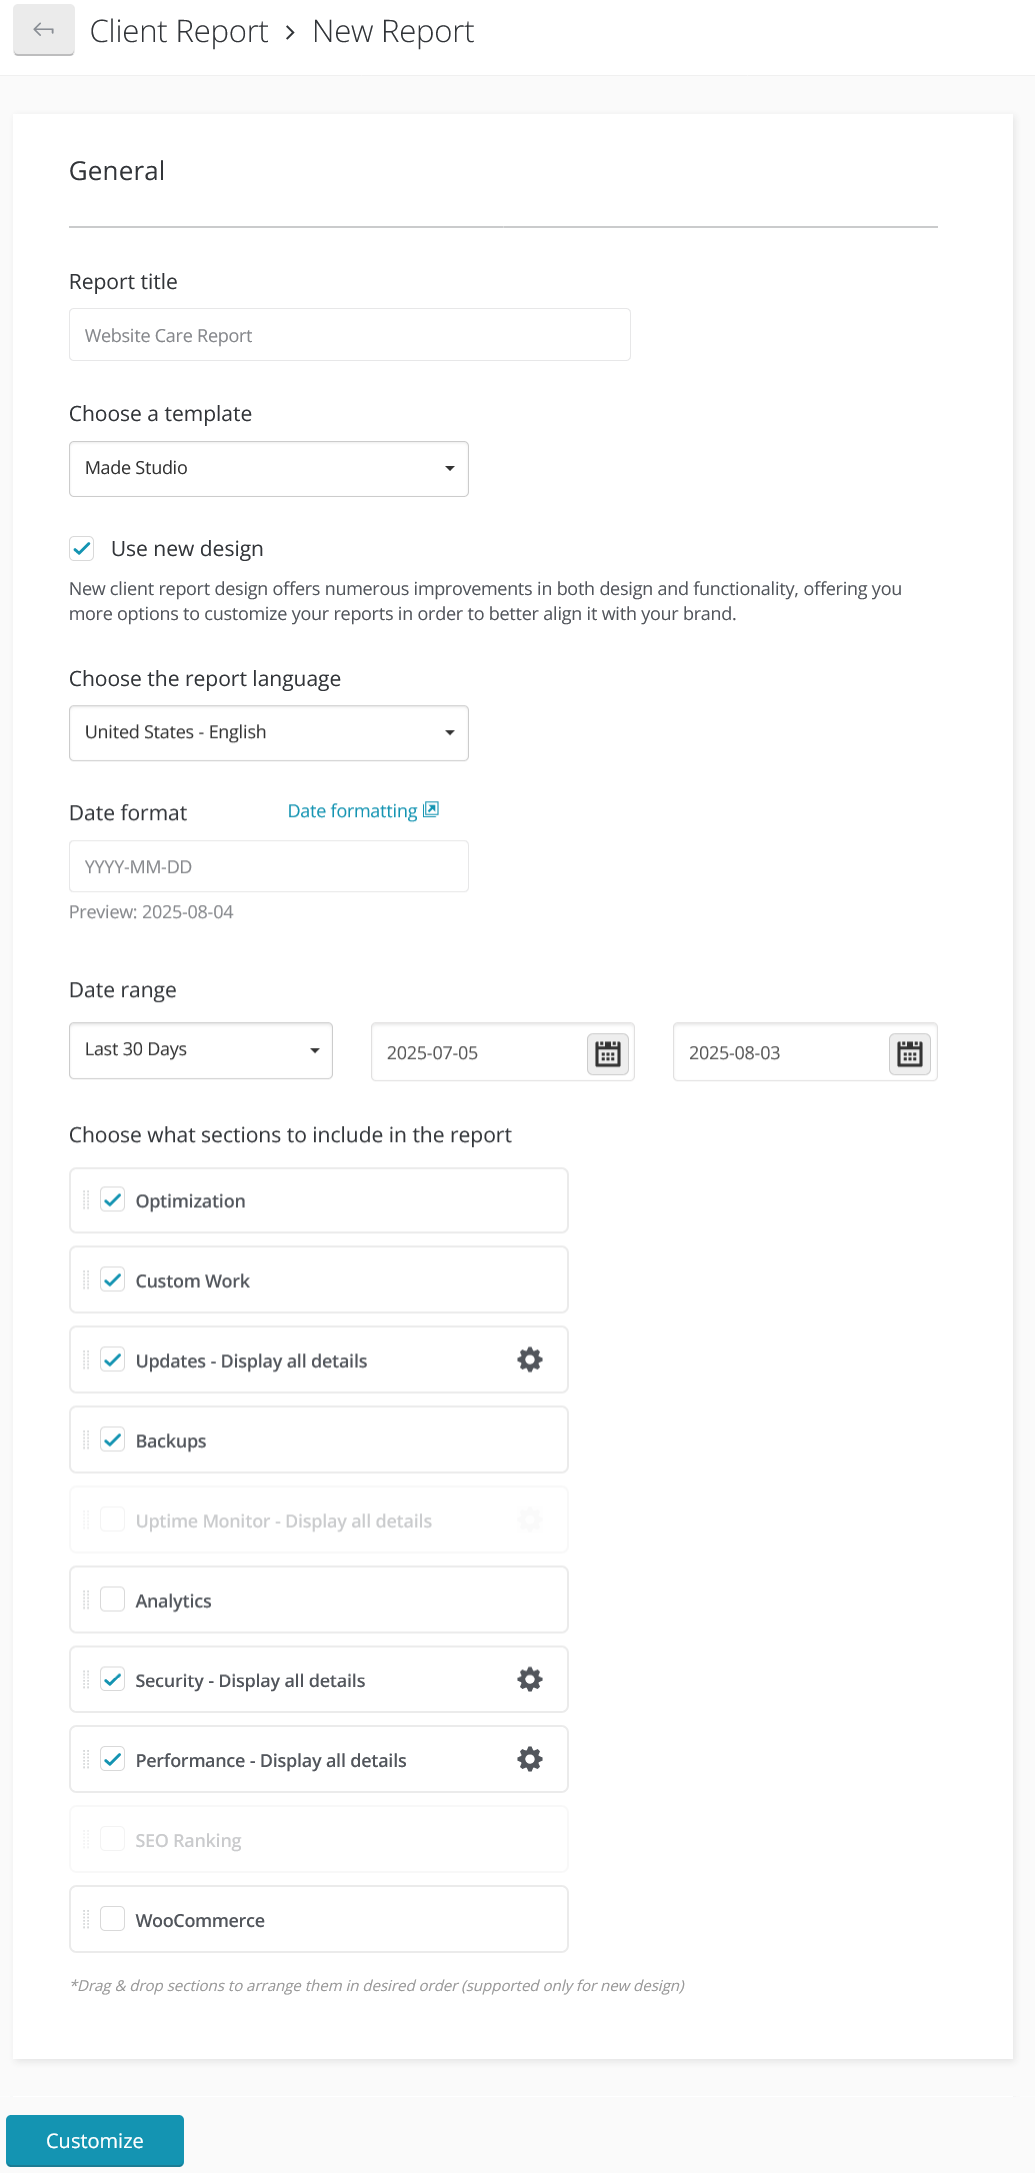 Client Report › New Report
General
Report title
Website Care Report
Choose a template
Made Studio
Use new design
New client report design offers numerous improvements in both design and functionality, offering you
more options to customize your reports in order to better align it with your brand.
Choose the report language
United States - English
Date format
Date formatting
YYYY-MM-DD
Preview: 2025-08-04
Date range
Last 30 Days
2025-07-05
2025-08-03
Choose what sections to include in the report
Optimization
Custom Work
Updates - Display all details
Backups
Uptime Monitor - Display all details
Analytics
Security - Display all details
Performance - Display all details
SEO Ranking
WooCommerce
*Drag & drop sections to arrange them in desired order (supported only for new design)
Customize